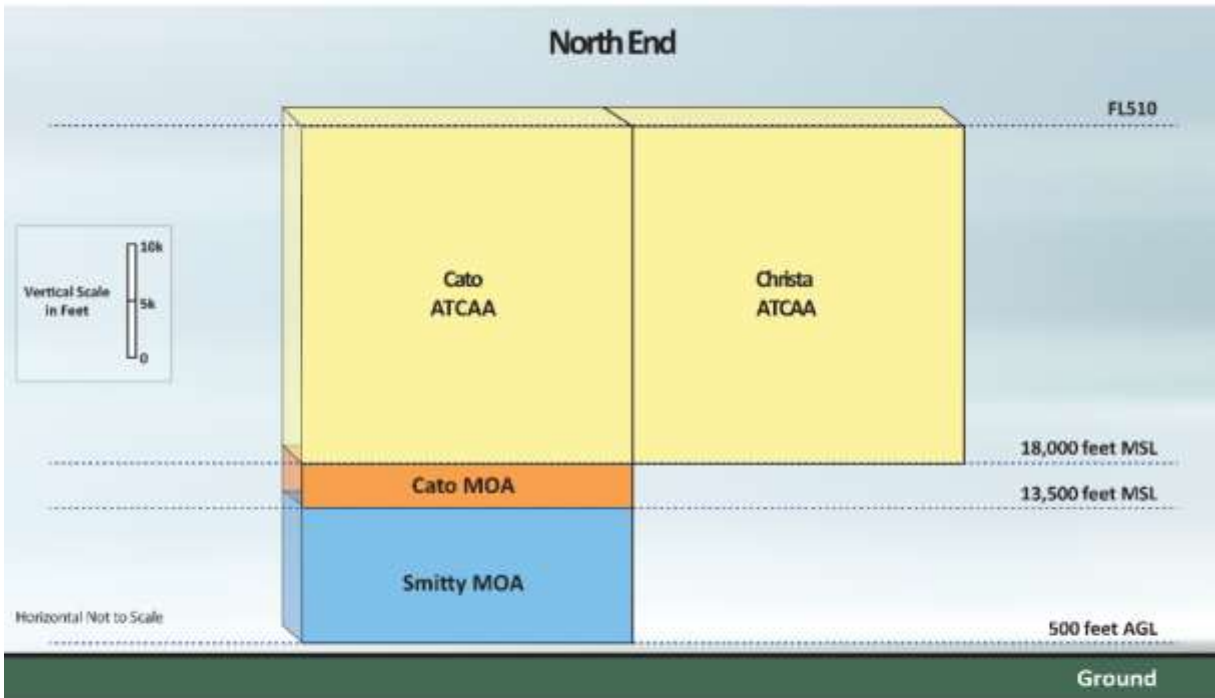 North End
FL510
10k
Vertical Scale
in Feet
5k
0
Cato
ATCAA
Christa
ATCAA
18,000 feet MSL
Cato MOA
13,500 feet MSL
Smitty MOA
Horizontal Not to Scale
500 feet AGL
Ground